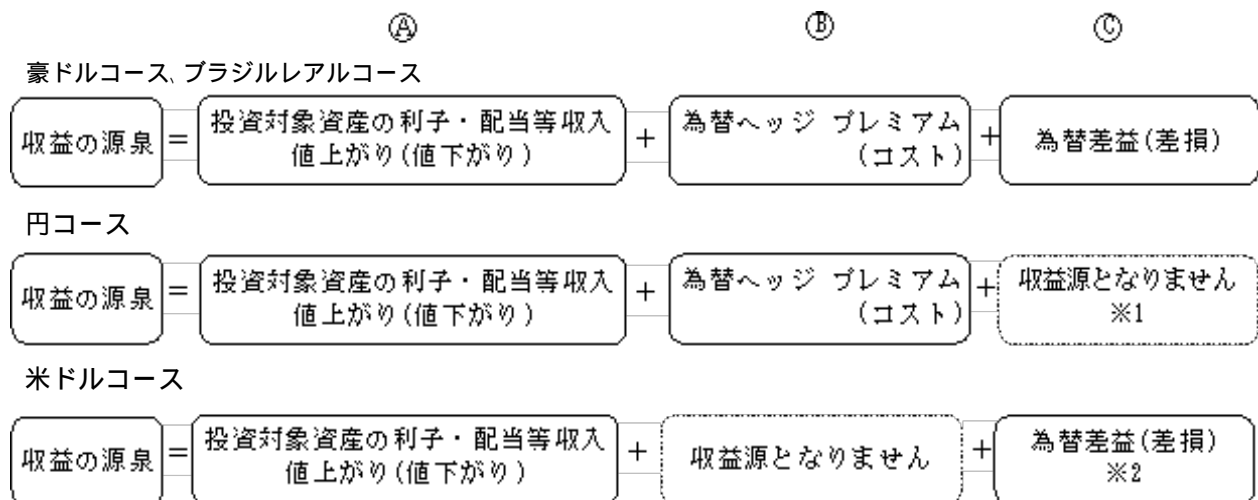 Ⓐ Ⓑ Ⓒ
豪ドルコース、ブラジルレアルコース
収益の源泉 = 投資対象資産の利子・配当等収入 値上がり(値下がり) + 為替ヘッジ プレミアム (コスト) + 為替差益(差損)
円コース
収益の源泉 = 投資対象資産の利子・配当等収入 値上がり(値下がり) + 為替ヘッジ プレミアム (コスト) + 収益源となりません ※1
米ドルコース
収益の源泉 = 投資対象資産の利子・配当等収入 値上がり(値下がり) + 収益源となりません + 為替差益(差損) ※2